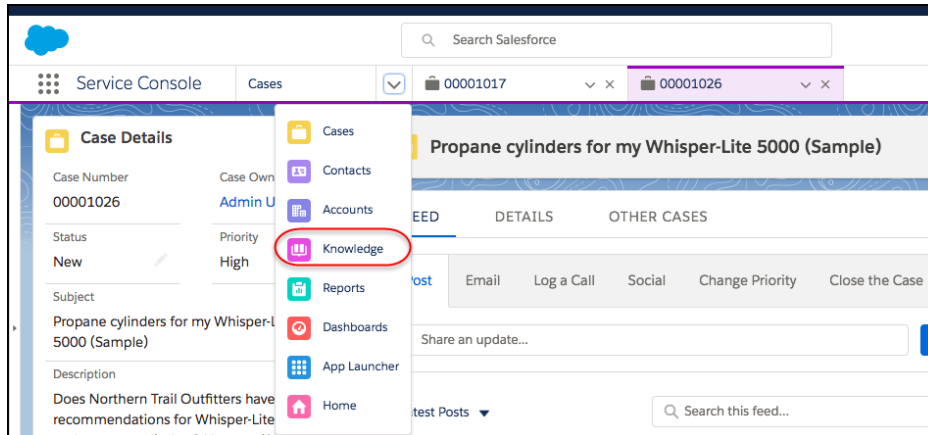 Search Salesforce
Service Console
Cases
00001017
00001026
Case Details
Case Number
Case Own
00001026
Admin U
Status
Priority
New
High
Subject
Propane cylinders for my Whisper-L
5000 (Sample)
Description
Does Northern Trail Outfitters have
recommendations for Whisper-Lite
Cases
Contacts
Accounts
Knowledge
Reports
Dashboards
App Launcher
Home
Propane cylinders for my Whisper-Lite 5000 (Sample)
EED
DETAILS
OTHER CASES
ost
Email
Log a Call
Social
Change Priority
Close the Case
Share an update...
test Posts
Search this feed...